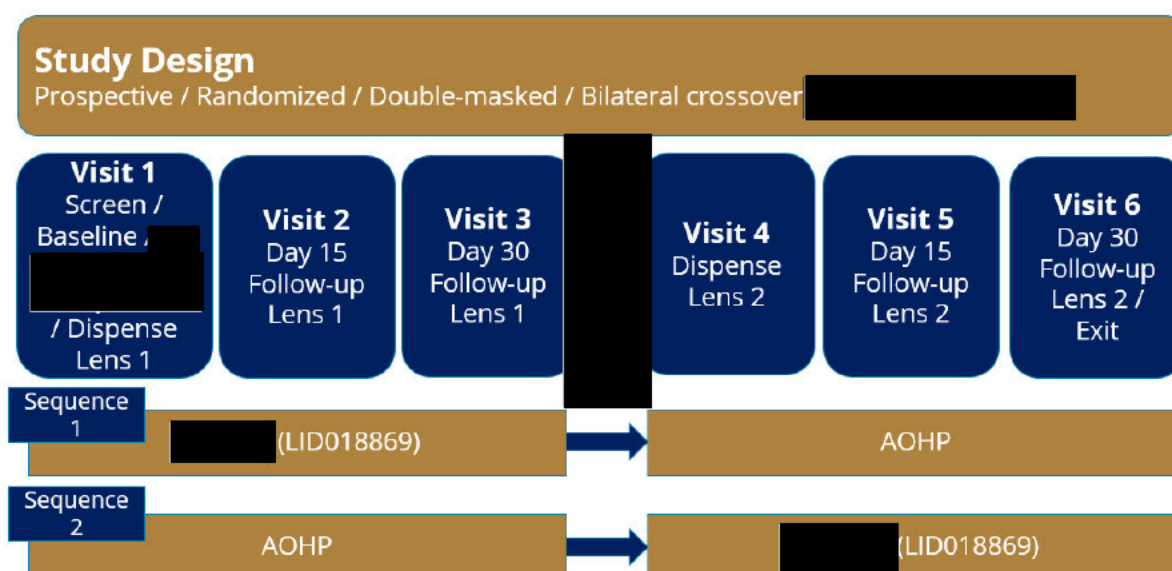 Study Design
Prospective / Randomized / Double-masked / Bilateral crossover
Visit 1
Screen /
Baseline /
/ Dispense
Lens 1
Visit 2
Day 15
Follow-up
Lens 1
Visit 3
Day 30
Follow-up
Lens 1
Visit 4
Dispense
Lens 2
Visit 5
Day 15
Follow-up
Lens 2
Visit 6
Day 30
Follow-up
Lens 2 /
Exit
Sequence
1
(LID018869)
AOHP
Sequence
2
AOHP
(LID018869)